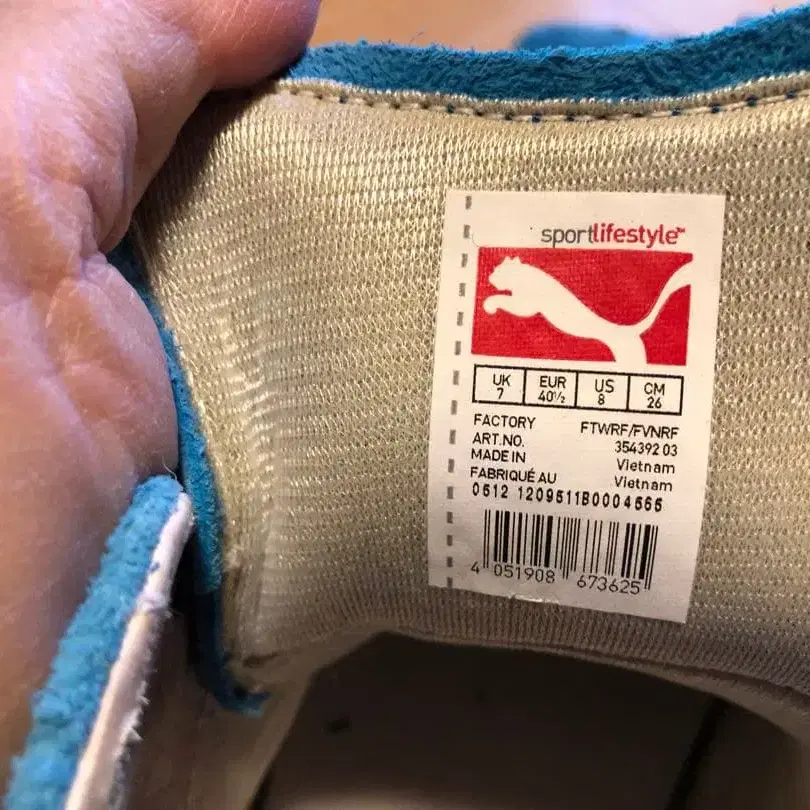 sportlifestyle™
UK EUR US CM
7 40½ 8 26
FACTORY FTWRF/FVNRF
ART.NO. 354392 03
MADE IN Vietnam
FABRIQUÉ AU Vietnam
0612 1209511B0004666
4 051908 673625